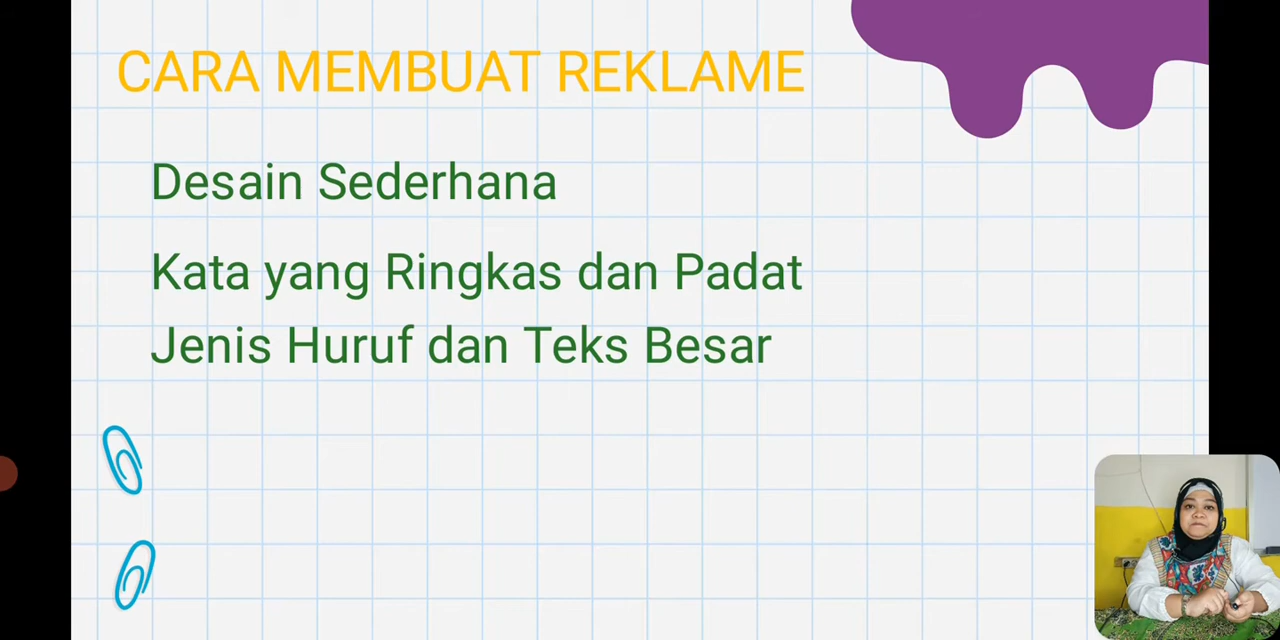 CARA MEMBUAT REKLAME
Desain Sederhana
Kata yang Ringkas dan Padat
Jenis Huruf dan Teks Besar